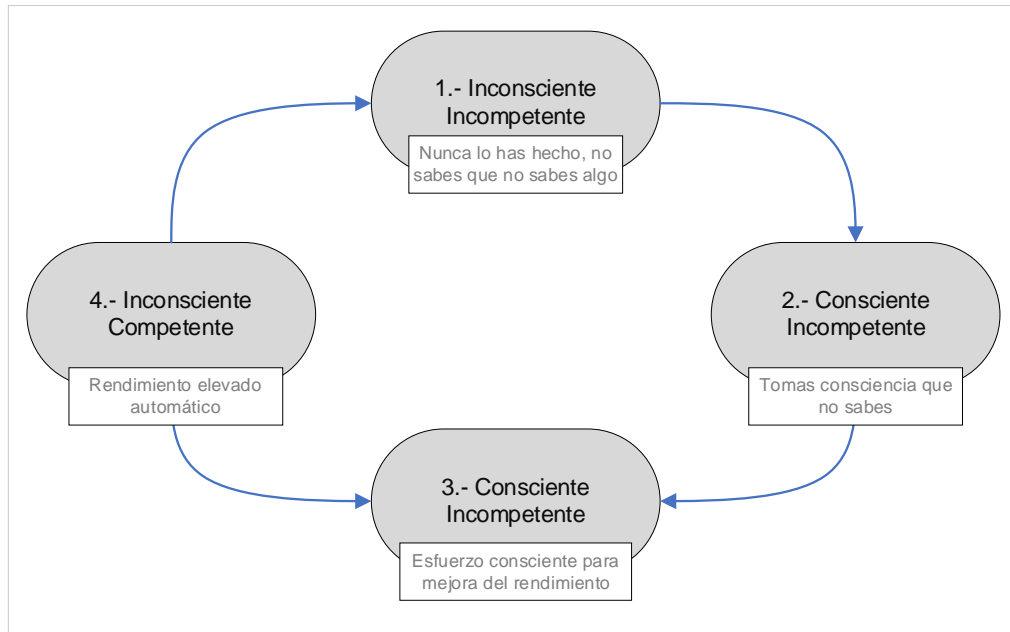 1.- Inconsciente
Incompetente
Nunca lo has hecho, no
sabes que no sabes algo
4.- Inconsciente
Competente
Rendimiento elevado
automático
2.- Consciente
Incompetente
Tomas consciencia que
no sabes
3.- Consciente
Incompetente
Esfuerzo consciente para
mejora del rendimiento